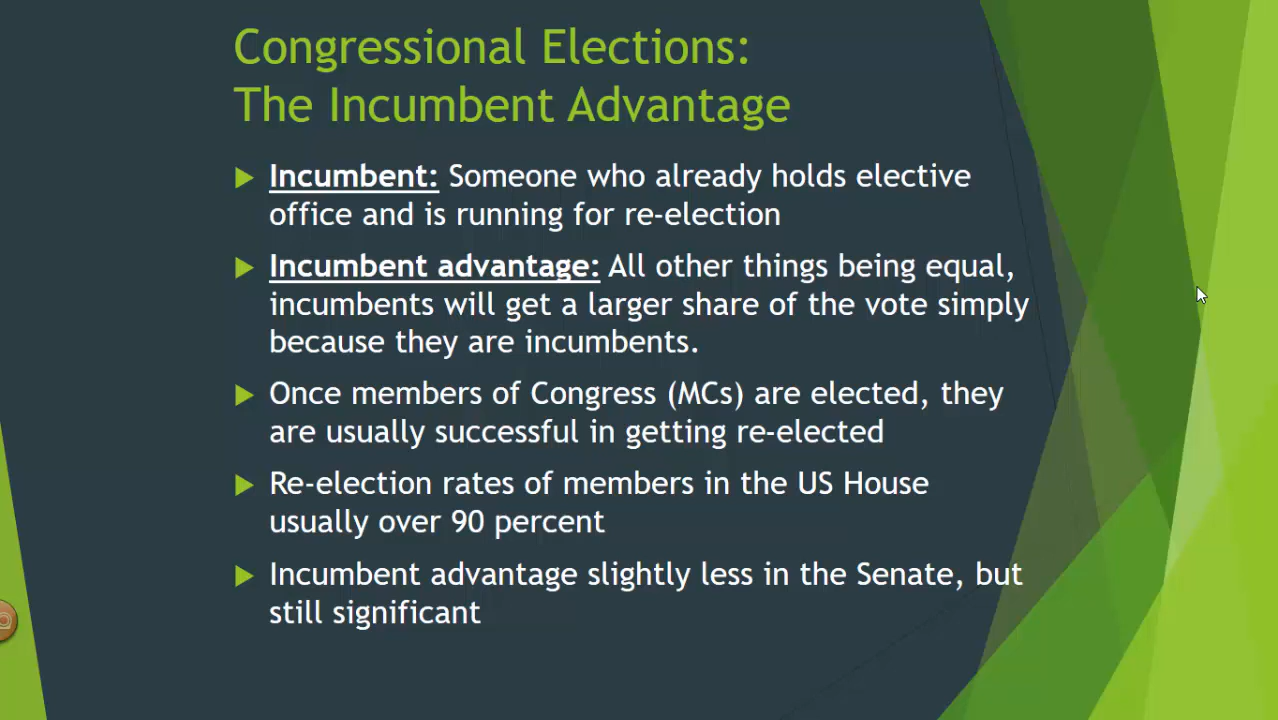 Congressional Elections:
The Incumbent Advantage
Incumbent: Someone who already holds elective
office and is running for re-election
Incumbent advantage: All other things being equal,
incumbents will get a larger share of the vote simply
because they are incumbents.
Once members of Congress (MCs) are elected, they
are usually successful in getting re-elected
Re-election rates of members in the US House
usually over 90 percent
Incumbent advantage slightly less in the Senate, but
still significant